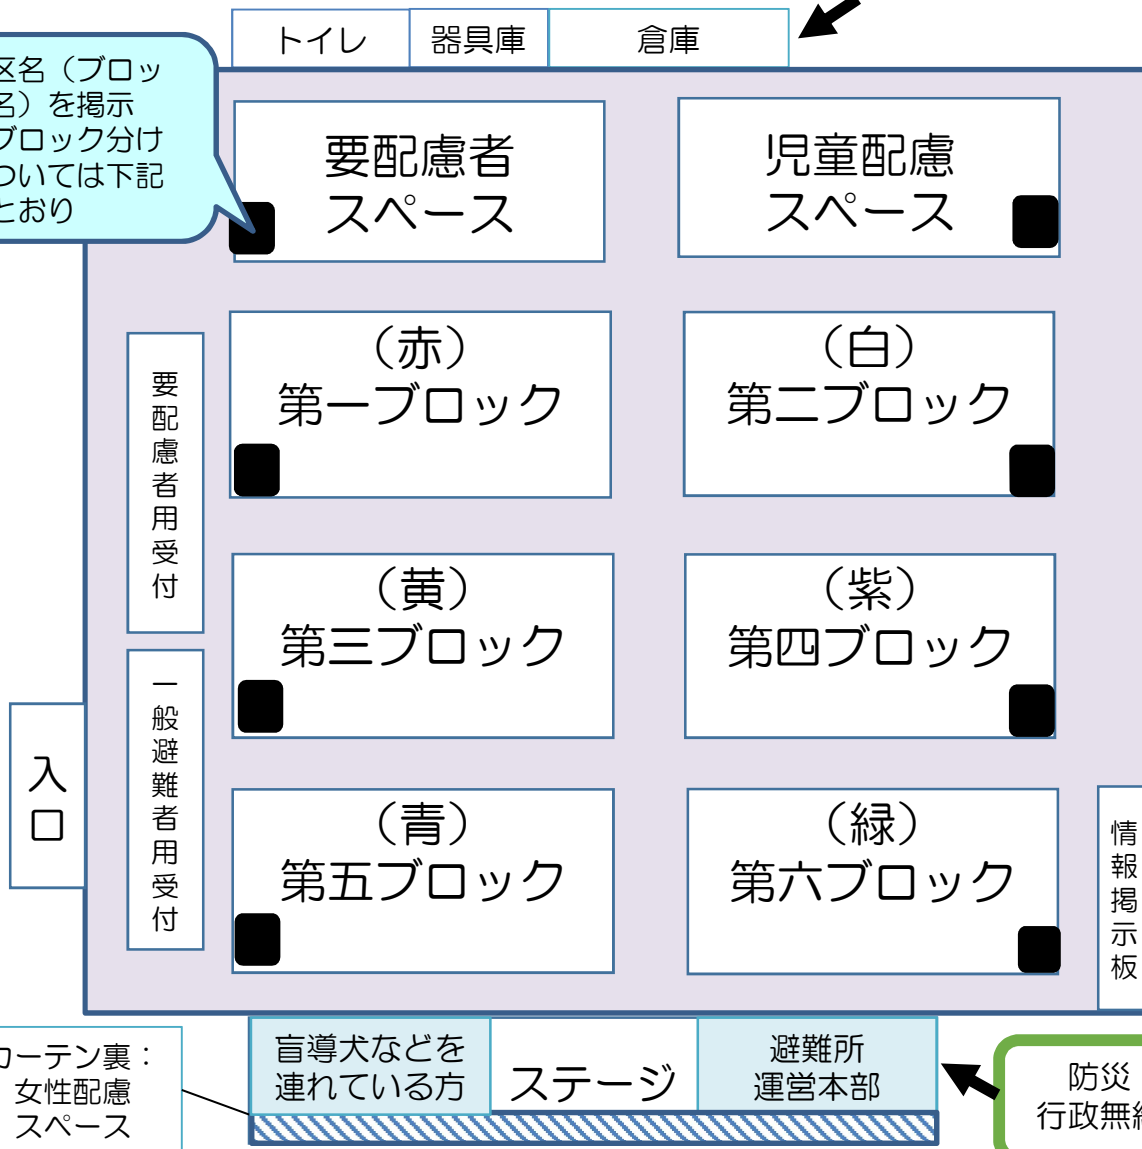 トイレ
器具庫
倉庫
区名（ブロッ
名）を掲示
ブロック分け
ついては下記
とおり
要配慮者
スペース
児童配慮
スペース
（赤）
第一ブロック
（白）
第二ブロック
要配慮者用受付
（黄）
第三ブロック
（紫）
第四ブロック
一般避難者用受付
入口
（青）
第五ブロック
（緑）
第六ブロック
情報掲示板
カーテン裏：
女性配慮
スペース
盲導犬などを
連れている方
ステージ
避難所
運営本部
防災
行政無線